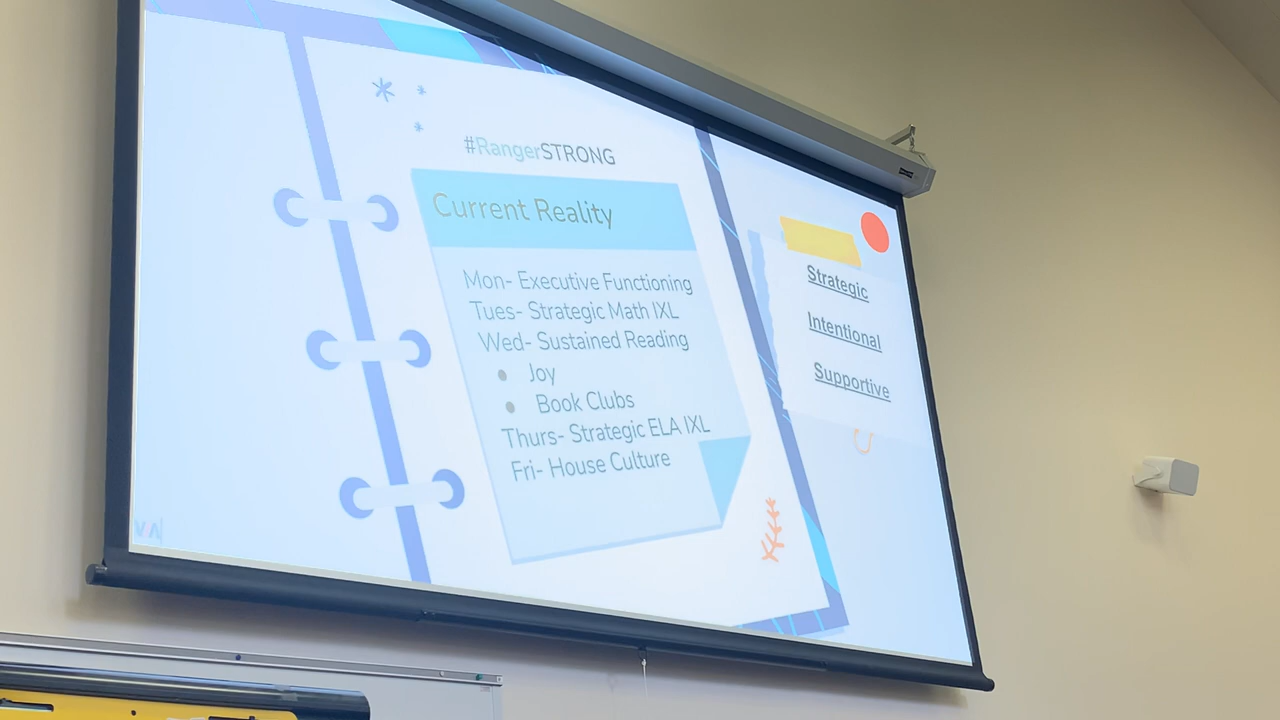 #RangerSTRONG
Current Reality
Mon- Executive Functioning
Tues- Strategic Math IXL
Wed- Sustained Reading
● Joy
● Book Clubs
Thurs- Strategic ELA IXL
Fri- House Culture
Strategic
Intentional
Supportive